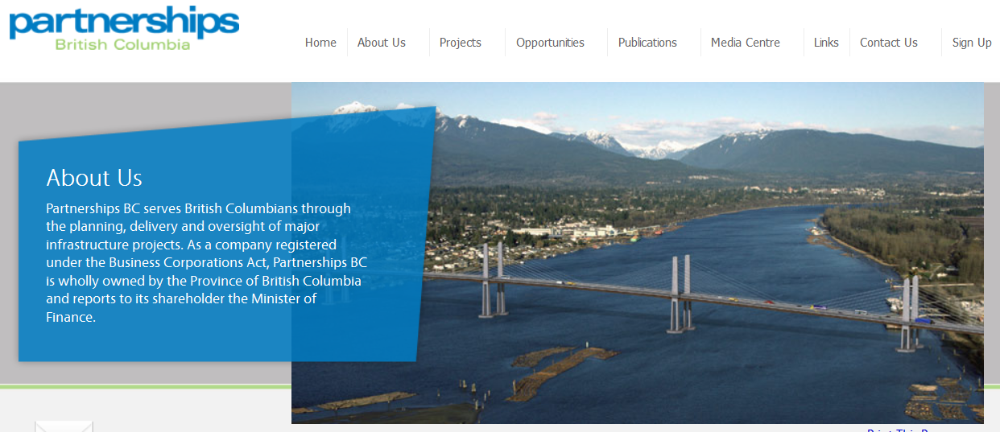 partnerships
British Columbia
Home About Us Projects Opportunities Publications Media Centre Links Contact Us Sign Up
About Us
Partnerships BC serves British Columbians through
the planning, delivery and oversight of major
infrastructure projects. As a company registered
under the Business Corporations Act, Partnerships BC
is wholly owned by the Province of British Columbia
and reports to its shareholder the Minister of
Finance.
Print This